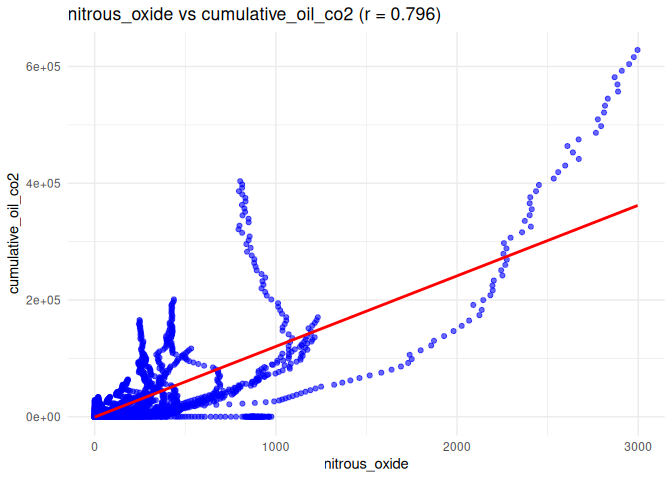 nitrous_oxide vs cumulative_oil_co2 (r = 0.796)
cumulative_oil_co2
6e+05
4e+05
2e+05
0e+00
0 1000 2000 3000
nitrous_oxide